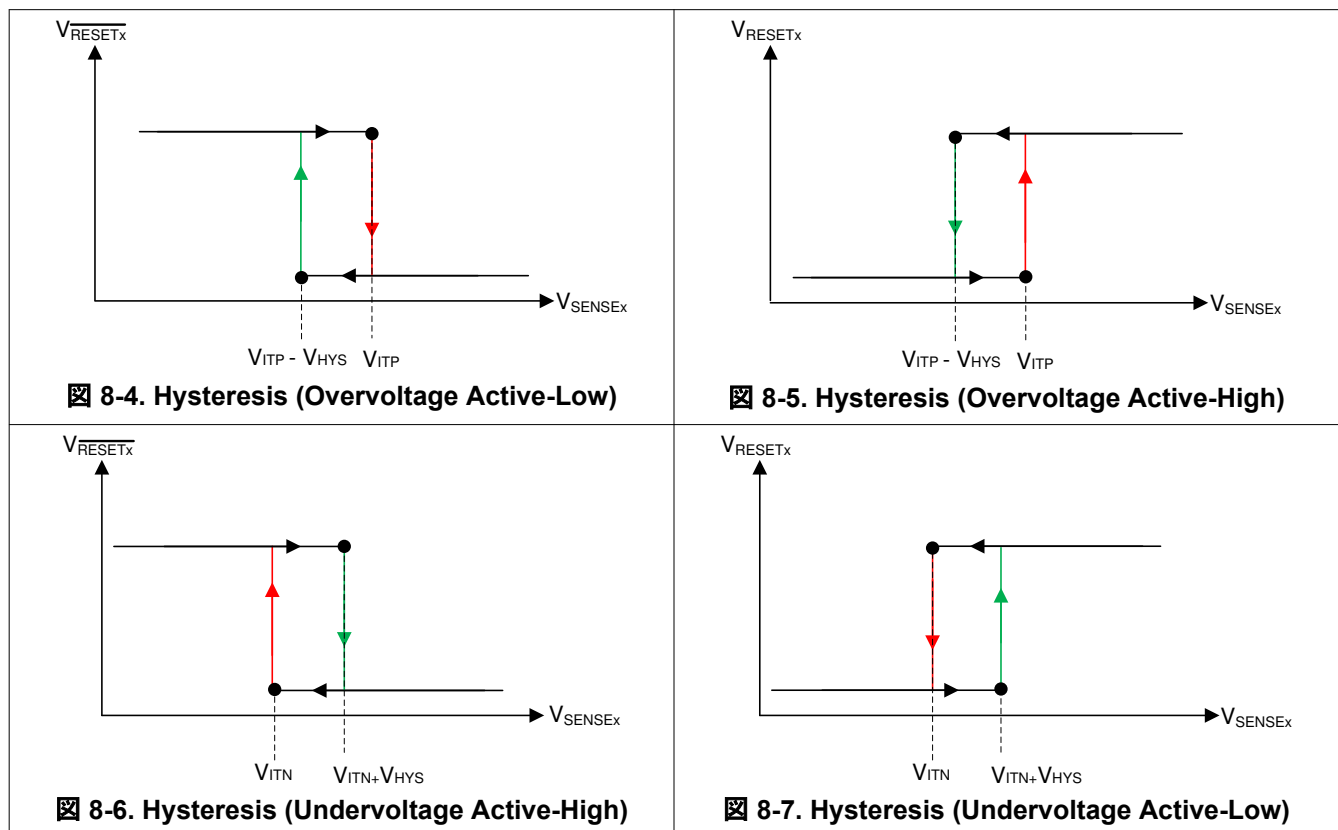 V_RESETx
V_SENSEx
VITP - VHYS VITP
図 8-4. Hysteresis (Overvoltage Active-Low)
VRESETx
VSENSEx
VITP - VHYS VITP
図 8-5. Hysteresis (Overvoltage Active-High)
VRESETx
VSENSEx
VITN VITN+VHYS
図 8-6. Hysteresis (Undervoltage Active-High)
VRESETx
VSENSEx
VITN VITN+VHYS
図 8-7. Hysteresis (Undervoltage Active-Low)